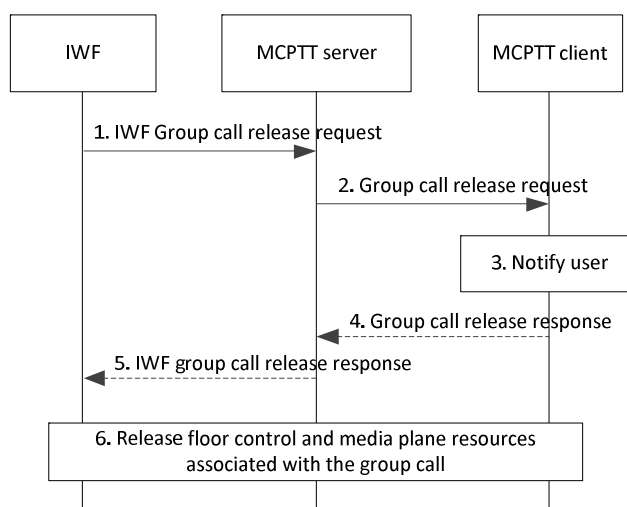 IWF
MCPTT server
MCPTT client
1. IWF Group call release request
2. Group call release request
3. Notify user
4. Group call release response
5. IWF group call release response
6. Release floor control and media plane resources
associated with the group call